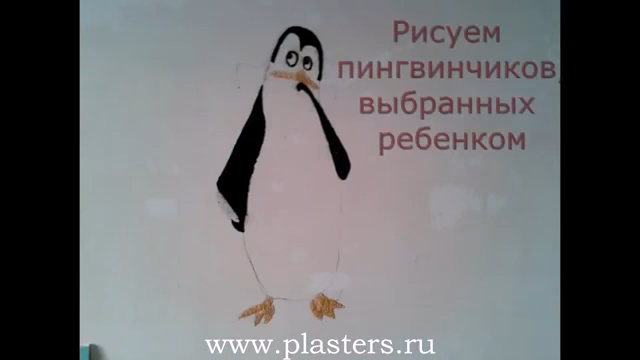 Рисуем
пингвинчиков
выбранных
ребенком
www.plasters.ru